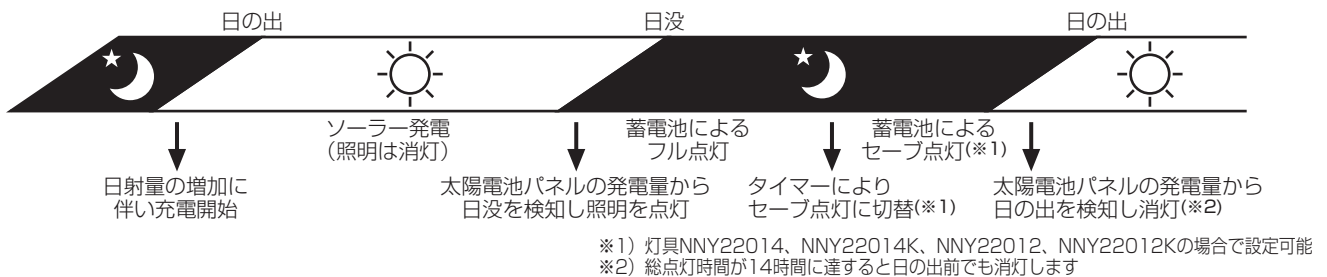 日の出
日没
日の出
ソーラー発電
（照明は消灯）
蓄電池による
フル点灯
蓄電池による
セーブ点灯(※1)
日射量の増加に
伴い充電開始
太陽電池パネルの発電量から
日没を検知し照明を点灯
タイマーにより
セーブ点灯に切替(※1)
太陽電池パネルの発電量から
日の出を検知し消灯(※2)
※1）灯具NNY22014、NNY22014K、NNY22012、NNY22012Kの場合で設定可能
※2）総点灯時間が14時間に達すると日の出前でも消灯します